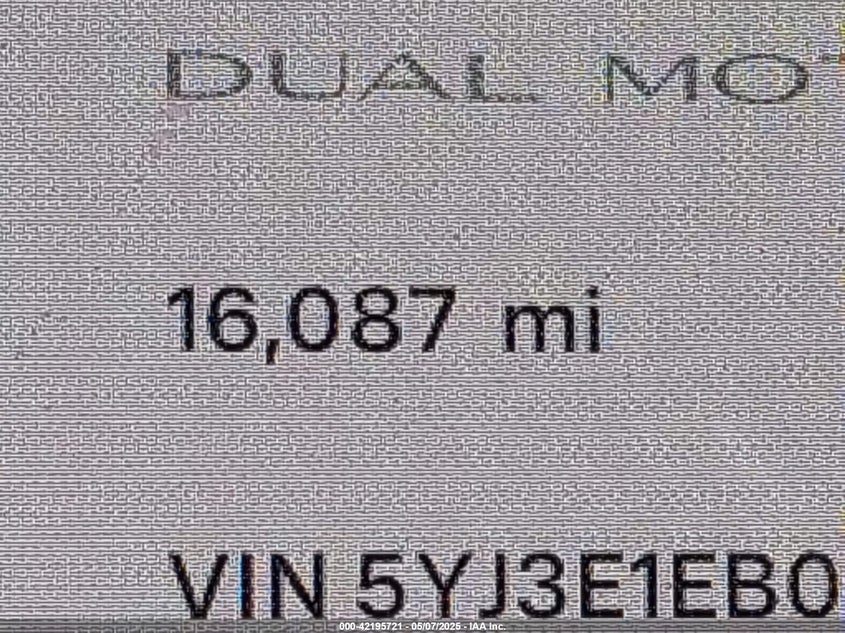 DUAL MO
16,087 mi
VIN 5YJ3E1EB0
000-42195721 - 05/07/2025 - IAA Inc.